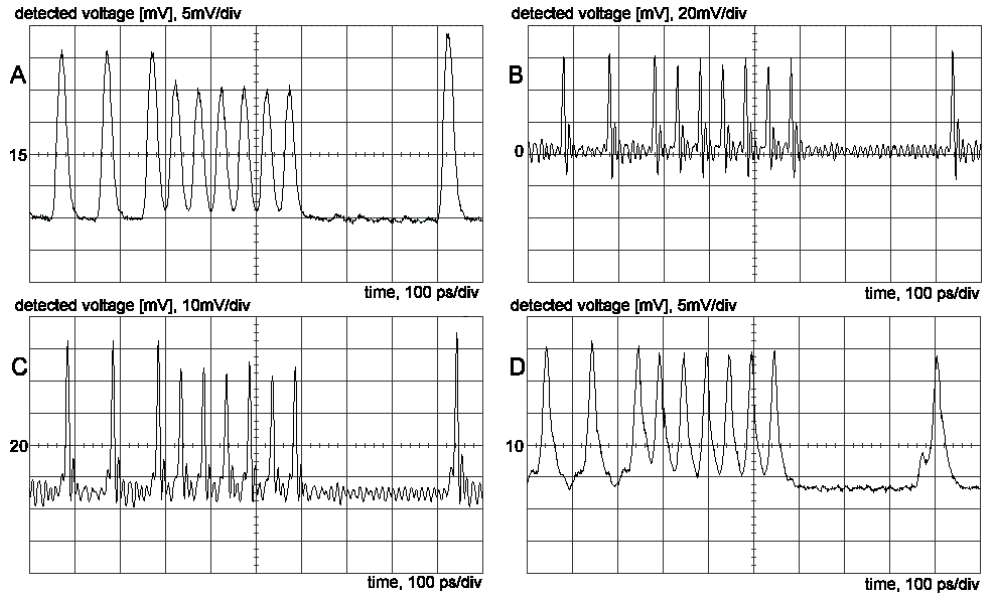 detected voltage [mV], 5mV/div
A
15
time, 100 ps/div
detected voltage [mV], 20mV/div
B
0
time, 100 ps/div
detected voltage [mV], 10mV/div
C
20
time, 100 ps/div
detected voltage [mV], 5mV/div
D
10
time, 100 ps/div